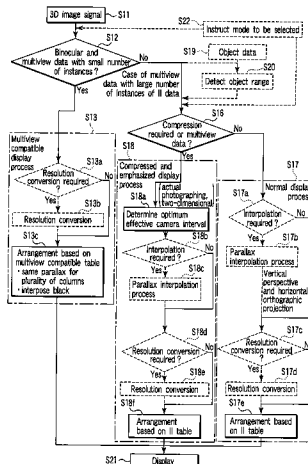 3D image signal
S11
S22
Instruct mode to be selected
S12
Binocular and
multiview data with small number
of instances ?
No
Yes
S19
Object data
S20
Detect object range
Case of multiview
data with large number
of instances of II data
S16
Compression
required or multiview
data ?
Yes
No
S13
Multiview
compatible
display
process
S13a
Resolution
conversion required ?
No
Yes
S13b
Resolution conversion
S13c
Arrangement based on
multiview compatible table
• same parallax for
plurality of columns
• interpose black
S18
Compressed and
emphasized display
process
actual
photographing,
two-dimensional
S18a
Determine optimum
effective camera interval
S18b
Interpolation
required ?
No
Yes
S18c
Parallax interpolation
process
S18d
Resolution conversion
required ?
No
Yes
S18e
Resolution conversion
S18f
Arrangement
based on II table
S17
Normal display
process
S17a
Interpolation
required ?
No
Yes
S17b
Parallax
interpolation process
Vertical
perspective
and horizontal
orthographic
projection
S17c
Resolution
conversion
required ?
No
Yes
S17d
Resolution conversion
S17e
Arrangement
based on II table
S21
Display